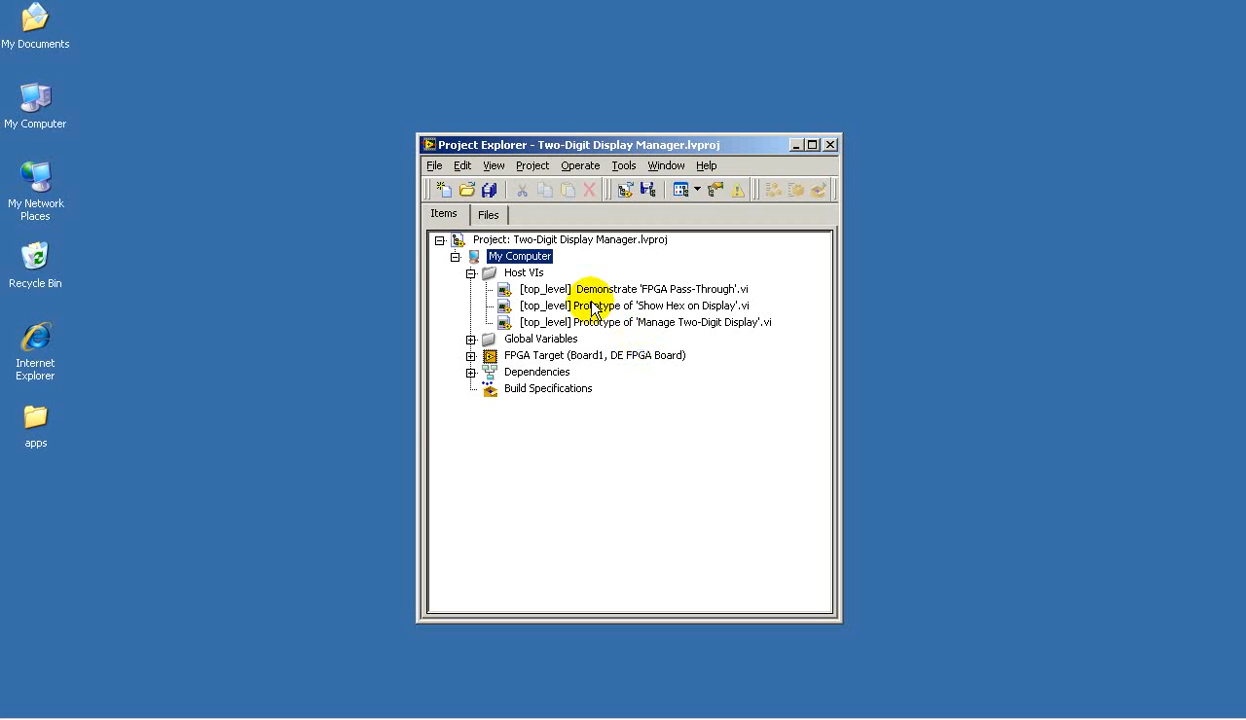 My Documents
My Computer
My Network
Places
Recycle Bin
Internet
Explorer
apps
Project Explorer - Two-Digit Display Manager.lvproj
File Edit View Project Operate Tools Window Help
Items Files
Project: Two-Digit Display Manager.lvproj
My Computer
Host VIs
[top_level] Demonstrate 'FPGA Pass-Through'.vi
[top_level] Prototype of 'Show Hex on Display'.vi
[top_level] Prototype of 'Manage Two-Digit Display'.vi
Global Variables
FPGA Target (Board1, DE FPGA Board)
Dependencies
Build Specifications